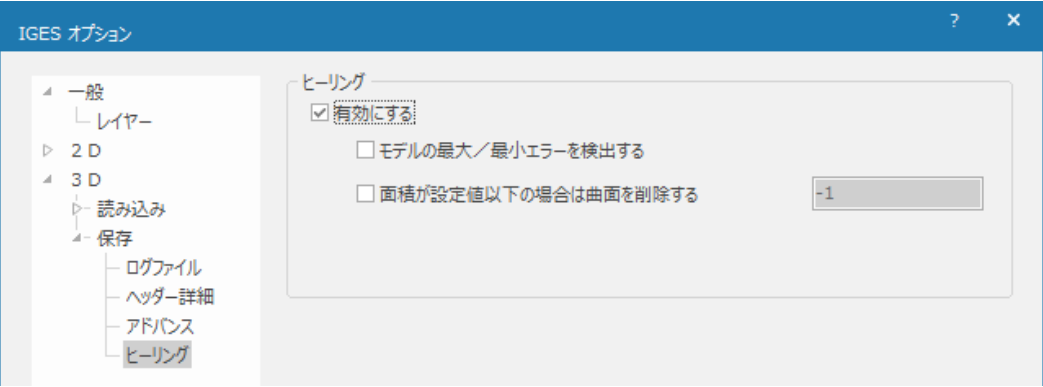 IGES オプション
?
×
一般
レイヤー
2 D
3 D
読み込み
保存
ログファイル
ヘッダー詳細
アドバンス
ヒーリング
ヒーリング
有効にする
モデルの最大／最小エラーを検出する
面積が設定値以下の場合は曲面を削除する
-1